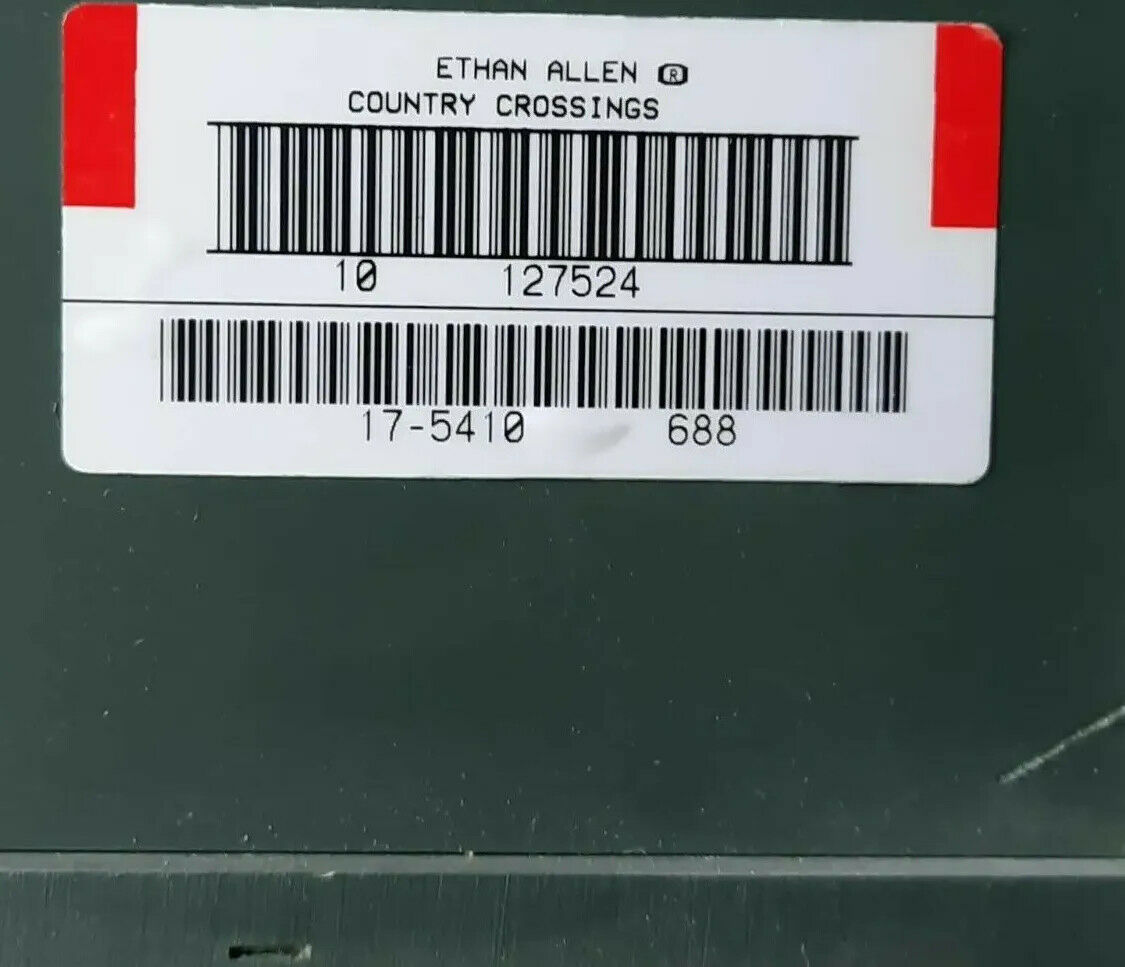 ETHAN ALLEN ®
COUNTRY CROSSINGS
10 127524
17-5410 688